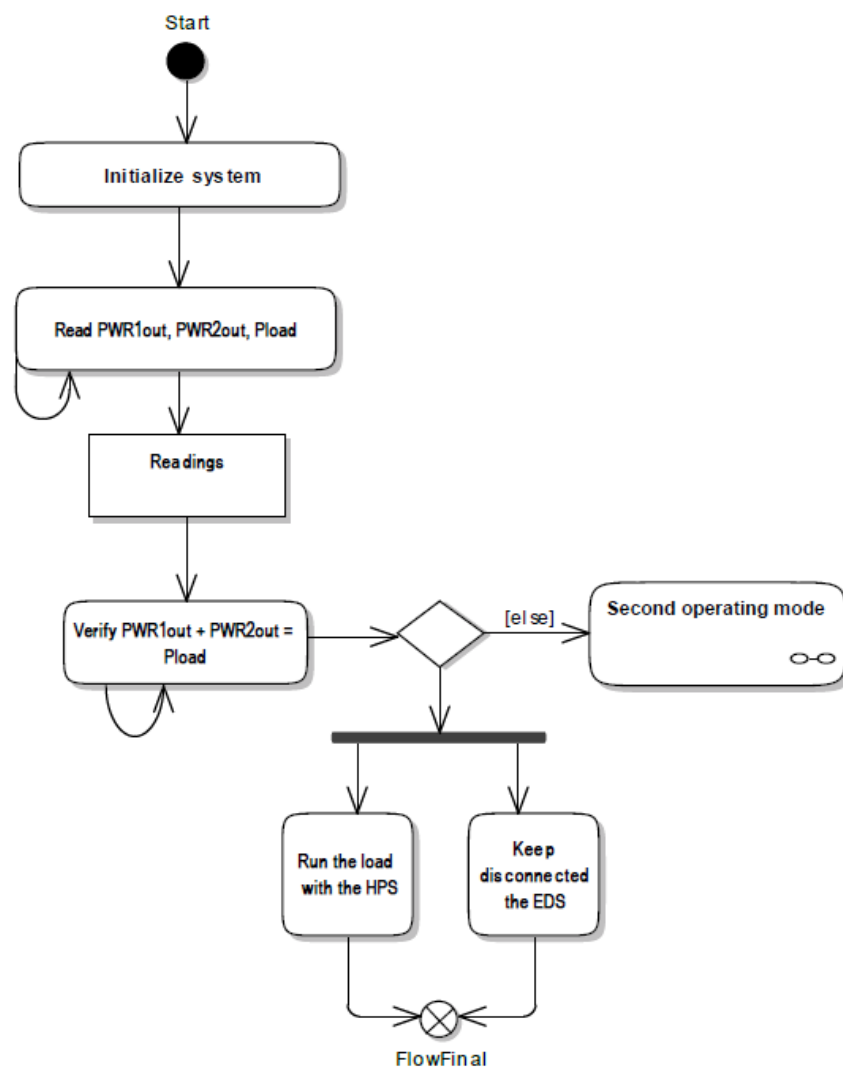 Start
Initialize system
Read PWR1out, PWR2out, Pload
Readings
Verify PWR1out + PWR2out =
Pload
[else]
Second operating mode
Run the load
with the HPS
Keep
disconnected
the EDS
FlowFinal